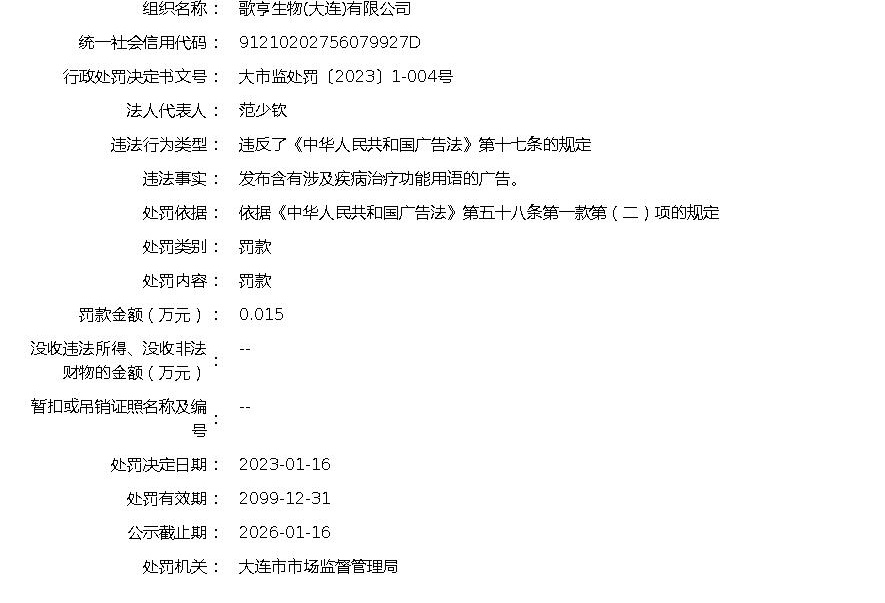 组织名称： 歌亨生物(大连)有限公司
统一社会信用代码： 91210202756079927D
行政处罚决定书文号： 大市监处罚〔2023〕1-004号
法人代表人： 范少钦
违法行为类型： 违反了《中华人民共和国广告法》第十七条的规定
违法事实： 发布含有涉及疾病治疗功能用语的广告。
处罚依据： 依据《中华人民共和国广告法》第五十八条第一款第（二）项的规定
处罚类别： 罚款
处罚内容： 罚款
罚款金额（万元）： 0.015
没收违法所得、没收非法
财物的金额（万元）： --
暂扣或吊销证照名称及编
号： --
处罚决定日期： 2023-01-16
处罚有效期： 2099-12-31
公示截止期： 2026-01-16
处罚机关： 大连市市场监督管理局